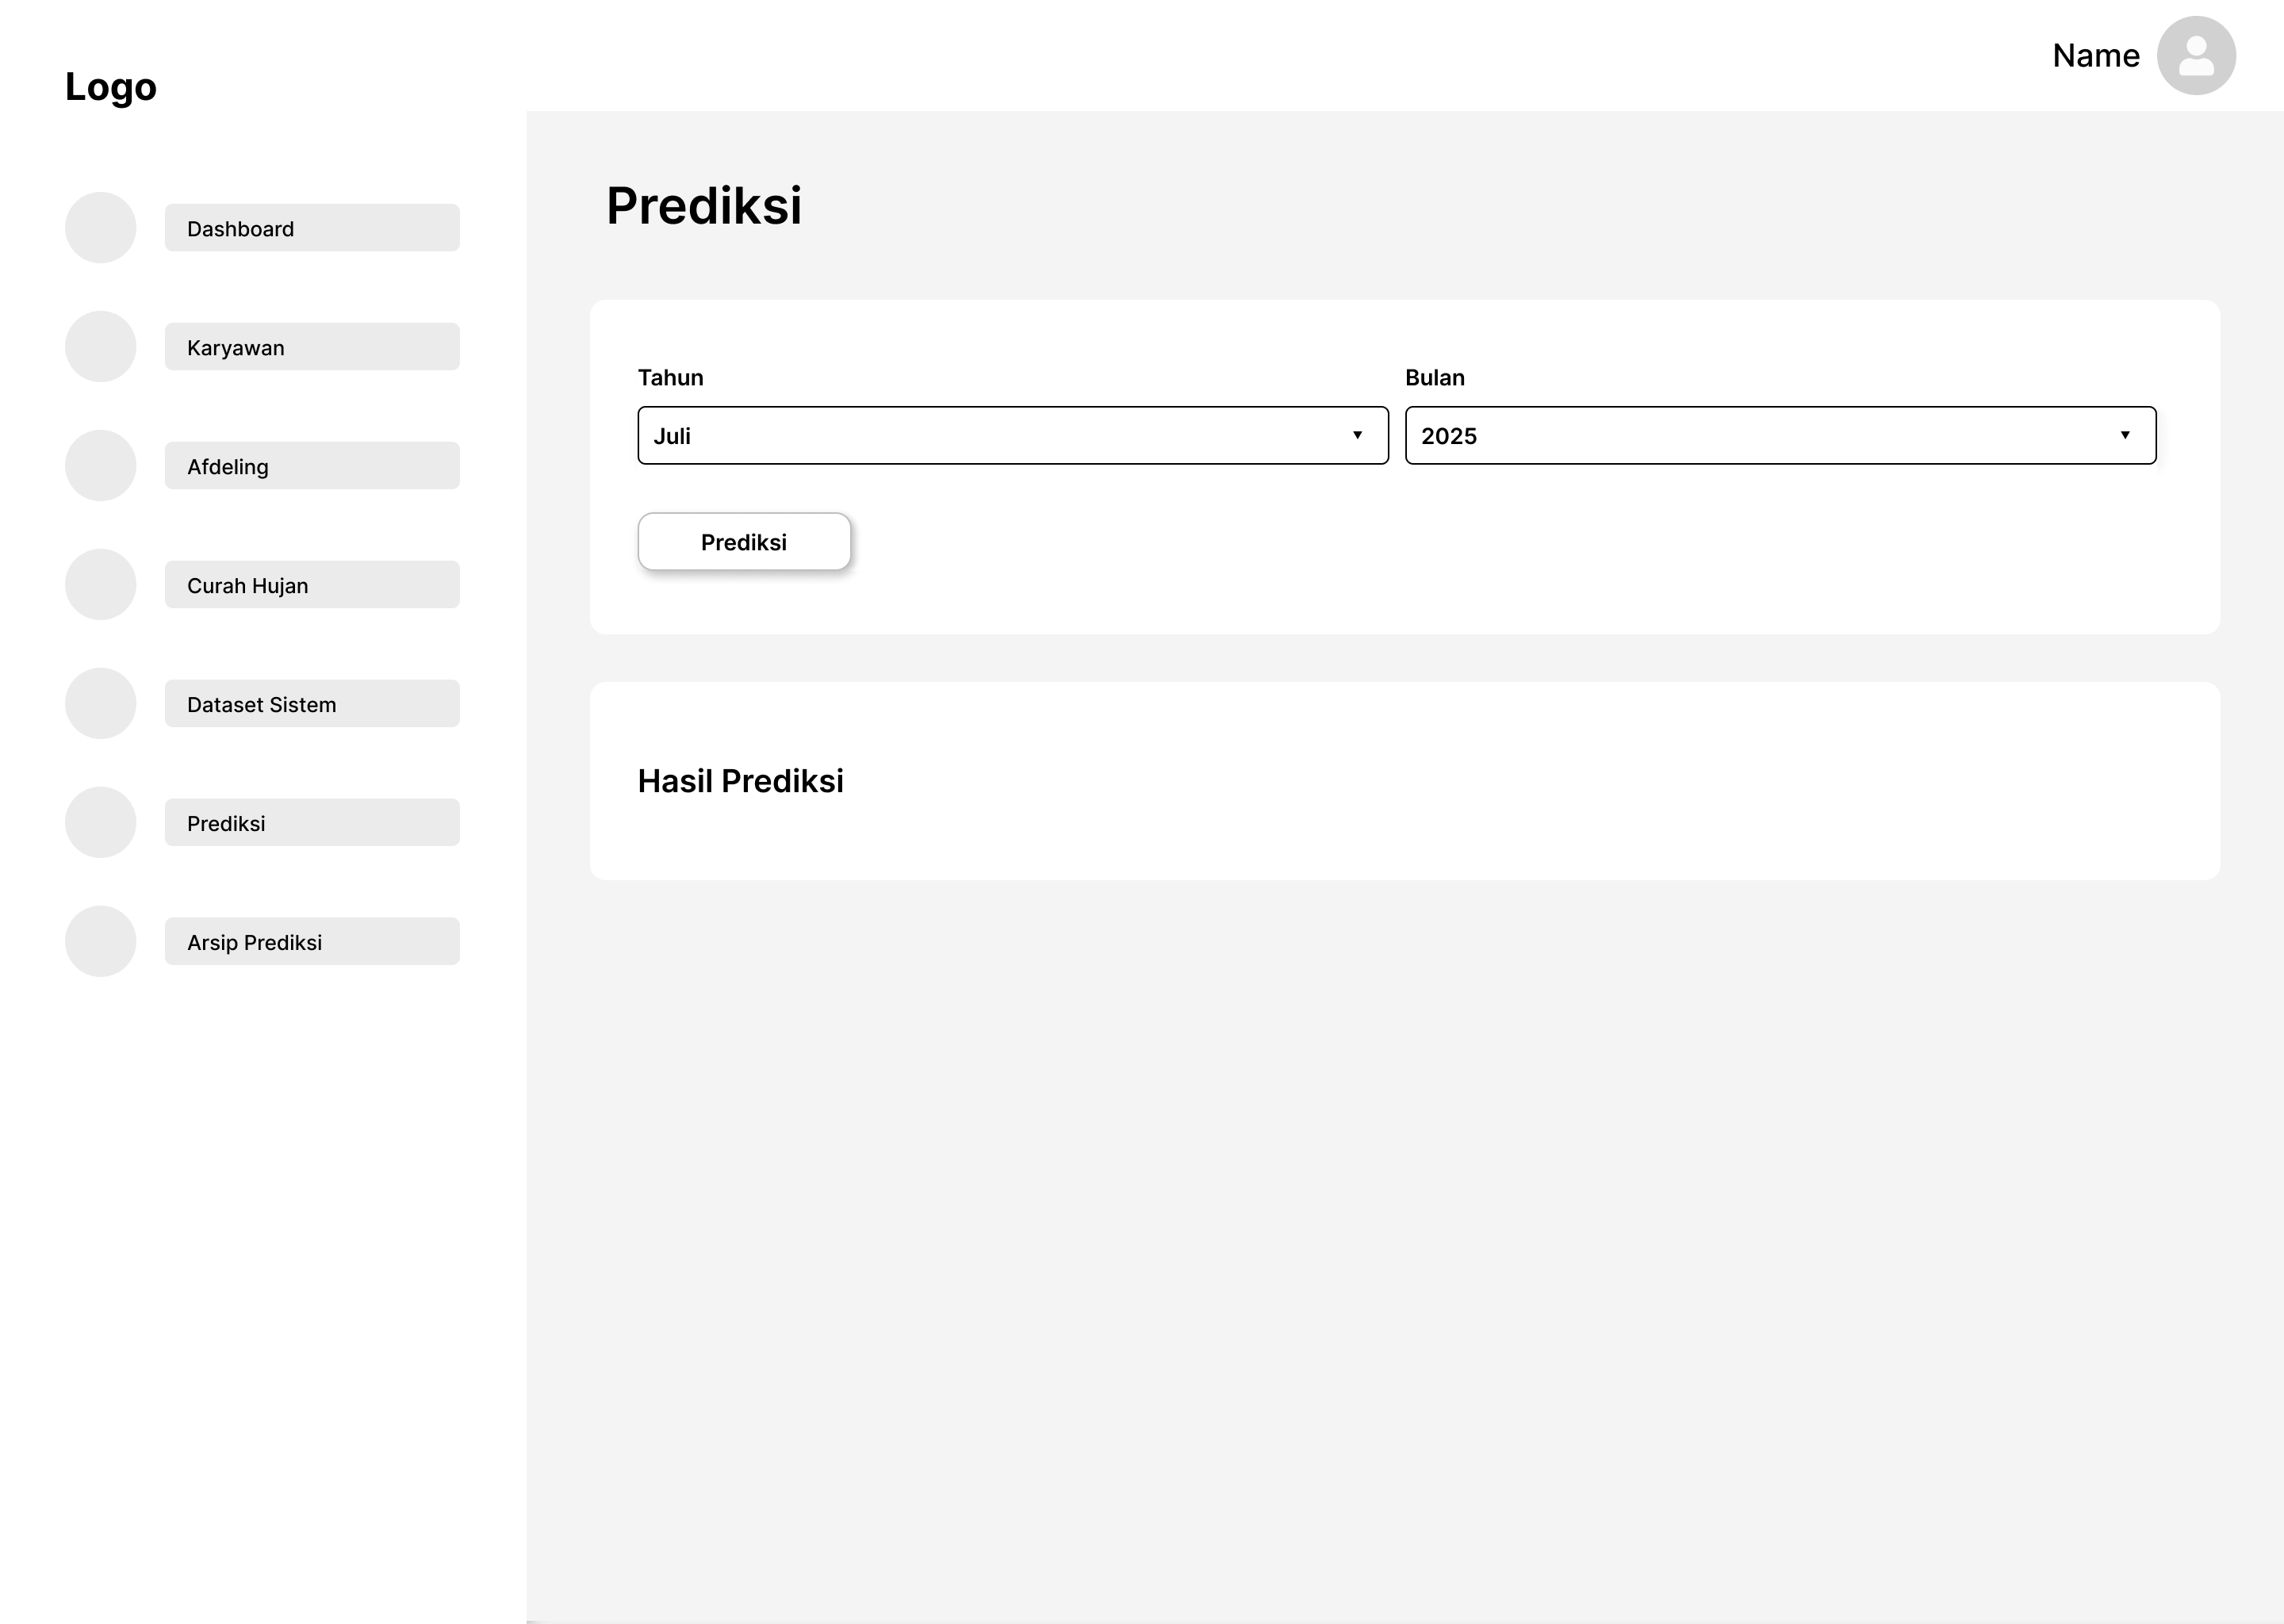 Name
Logo
Dashboard
Karyawan
Afdeling
Curah Hujan
Dataset Sistem
Prediksi
Arsip Prediksi
Prediksi
Tahun
Juli
Bulan
2025
Prediksi
Hasil Prediksi